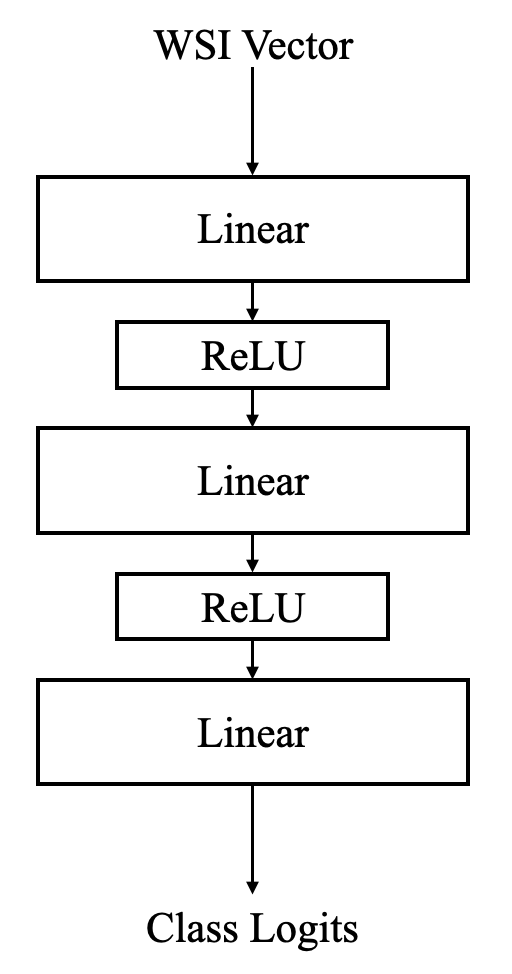 WSI Vector
Linear
ReLU
Linear
ReLU
Linear
Class Logits